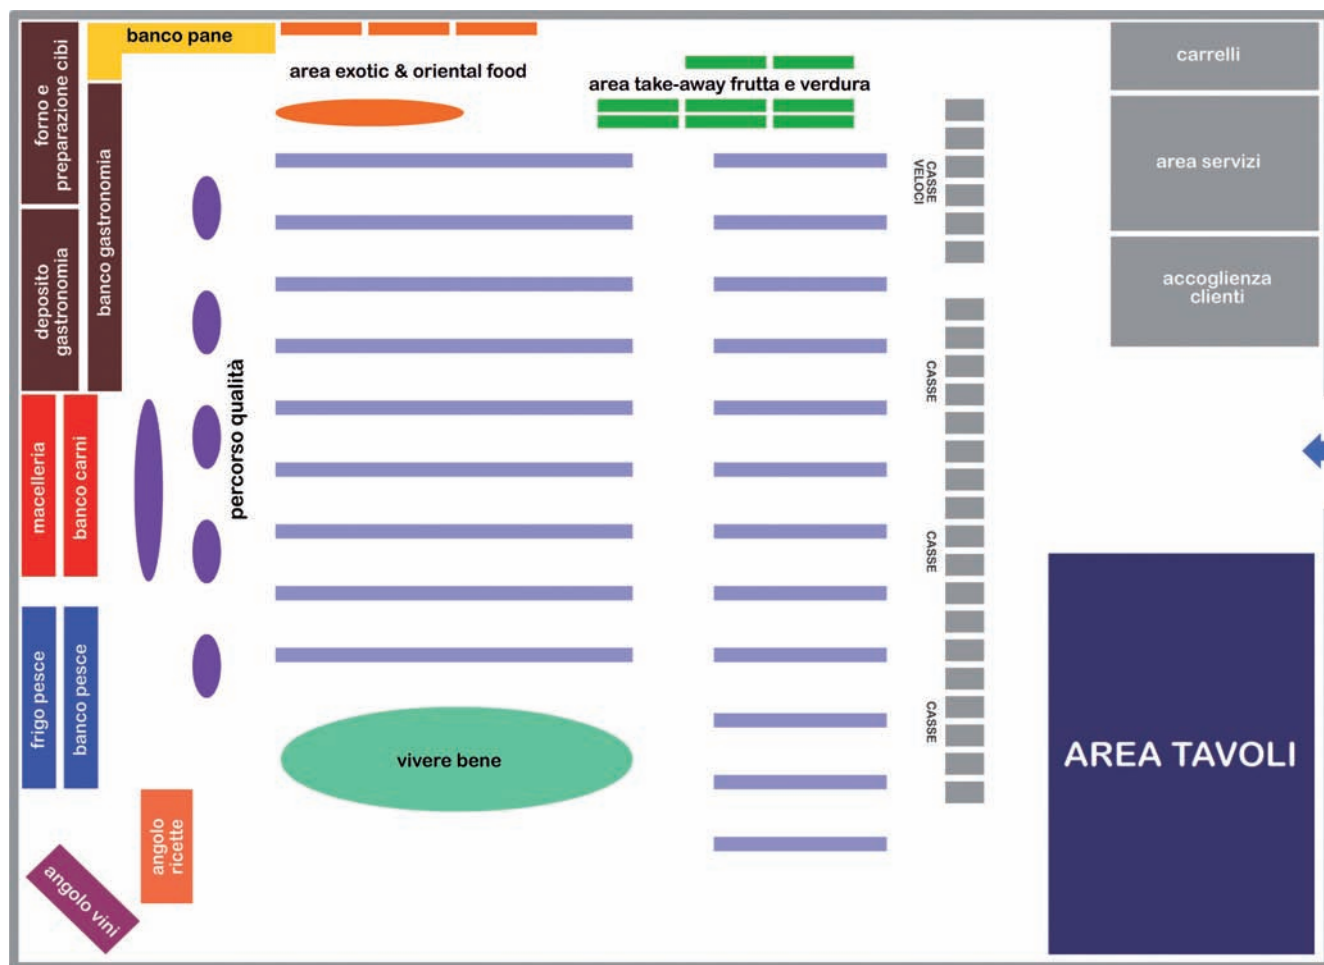 banco pane
forno e
preparazione cibi
area exotic & oriental food
area take-away frutta e verdura
carrelli
area servizi
accoglienza
clienti
CASSE
VELOCI
banco gastronomia
deposito
gastronomia
percorso qualità
CASSE
macelleria
banco carni
CASSE
frigo pesce
banco pesce
CASSE
vivere bene
AREA TAVOLI
angolo
ricette
angolo vini